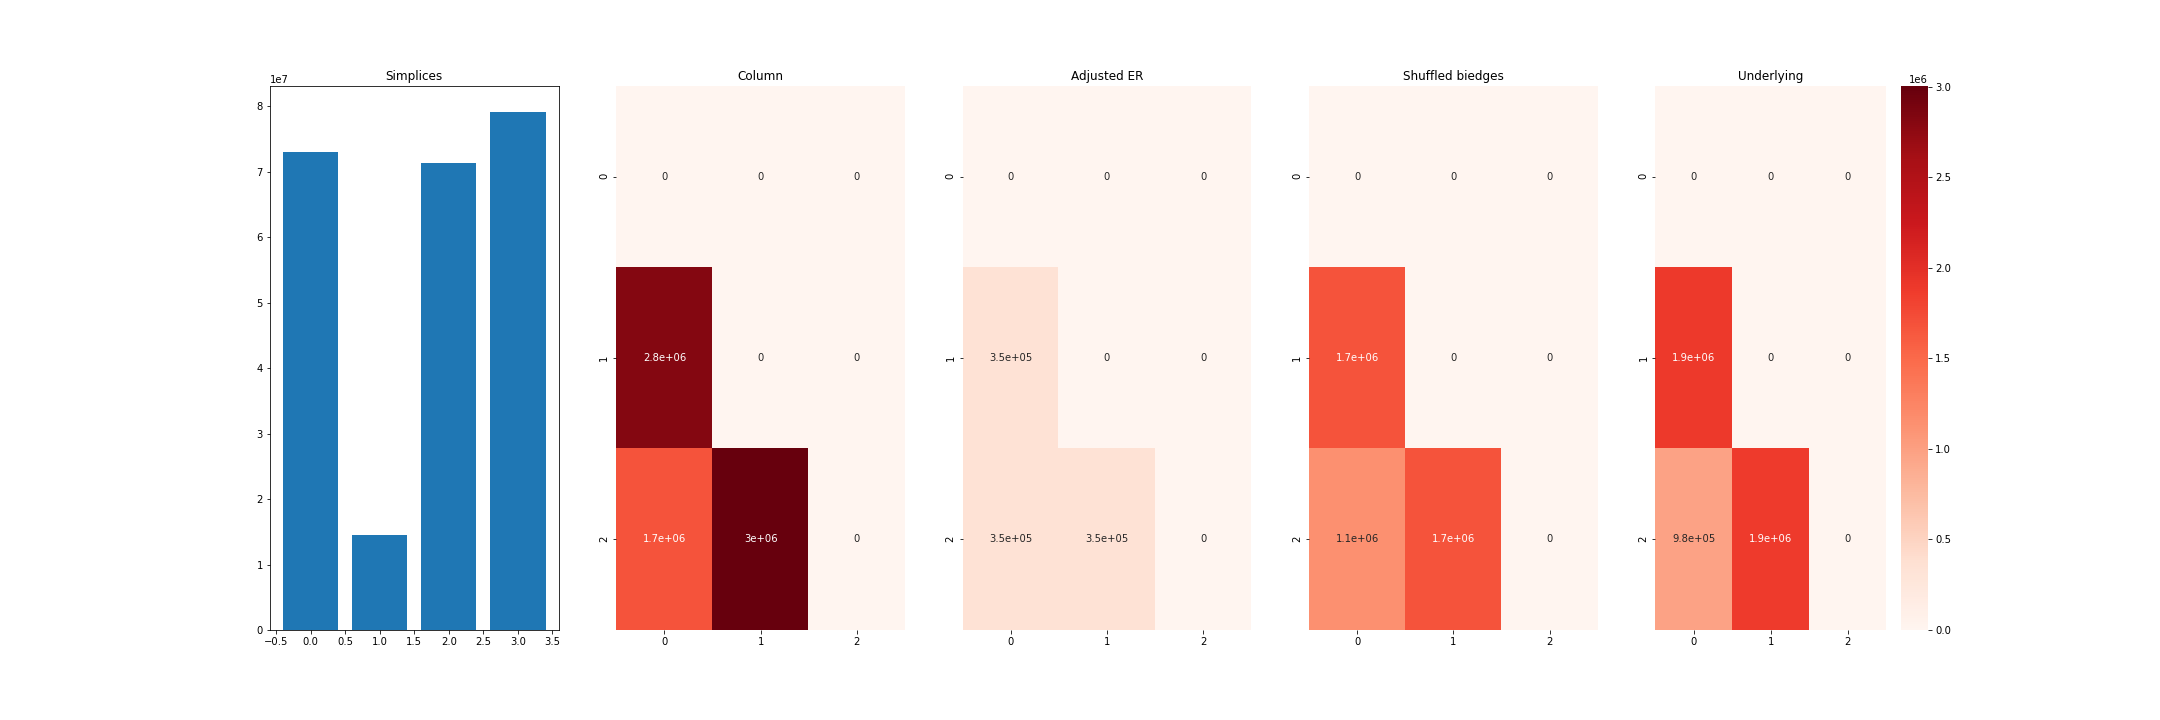 Simplices
1e7
8
7
6
5
4
3
2
1
0
−0.5 0.0 0.5 1.0 1.5 2.0 2.5 3.0 3.5
Column
0 0 0 0
1 2.8e+06 0 0
2 1.7e+06 3e+06 0
0 1 2
Adjusted ER
0 0 0 0
1 3.5e+05 0 0
2 3.5e+05 3.5e+05 0
0 1 2
Shuffled biedges
0 0 0 0
1 1.7e+06 0 0
2 1.1e+06 1.7e+06 0
0 1 2
Underlying
0 0 0 0
1 1.9e+06 0 0
2 9.8e+05 1.9e+06 0
0 1 2
1e6
3.0
2.5
2.0
1.5
1.0
0.5
0.0